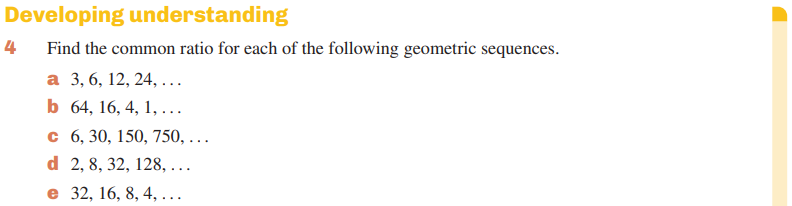 Developing understanding
4 Find the common ratio for each of the following geometric sequences.
a 3, 6, 12, 24, ...
b 64, 16, 4, 1, ...
c 6, 30, 150, 750, ...
d 2, 8, 32, 128, ...
e 32, 16, 8, 4, ...